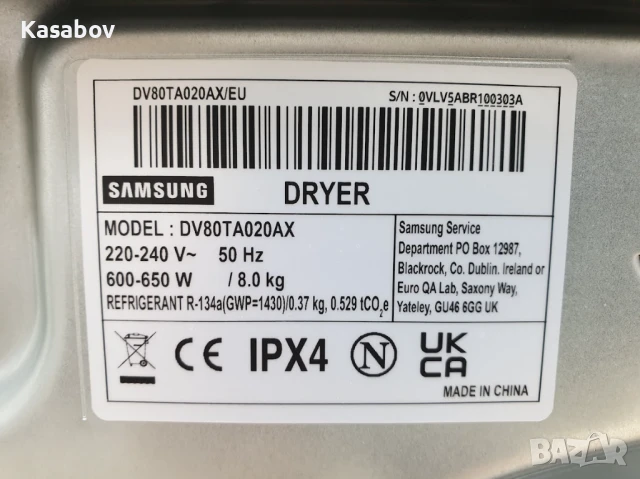 Kasabov
DV80TA020AX/EU S/N : 0VLV5ABR100303A
SAMSUNG DRYER
MODEL : DV80TA020AX
220-240 V~ 50 Hz
600-650 W / 8.0 kg
REFRIGERANT R-134a(GWP=1430)/0.37 kg, 0.529 tCO2e
Samsung Service
Department PO Box 12987,
Blackrock, Co. Dublin. Ireland or
Euro QA Lab, Saxony Way,
Yateley, GU46 6GG UK
CE IPX4 N UK
CA
MADE IN CHINA
BAZAR